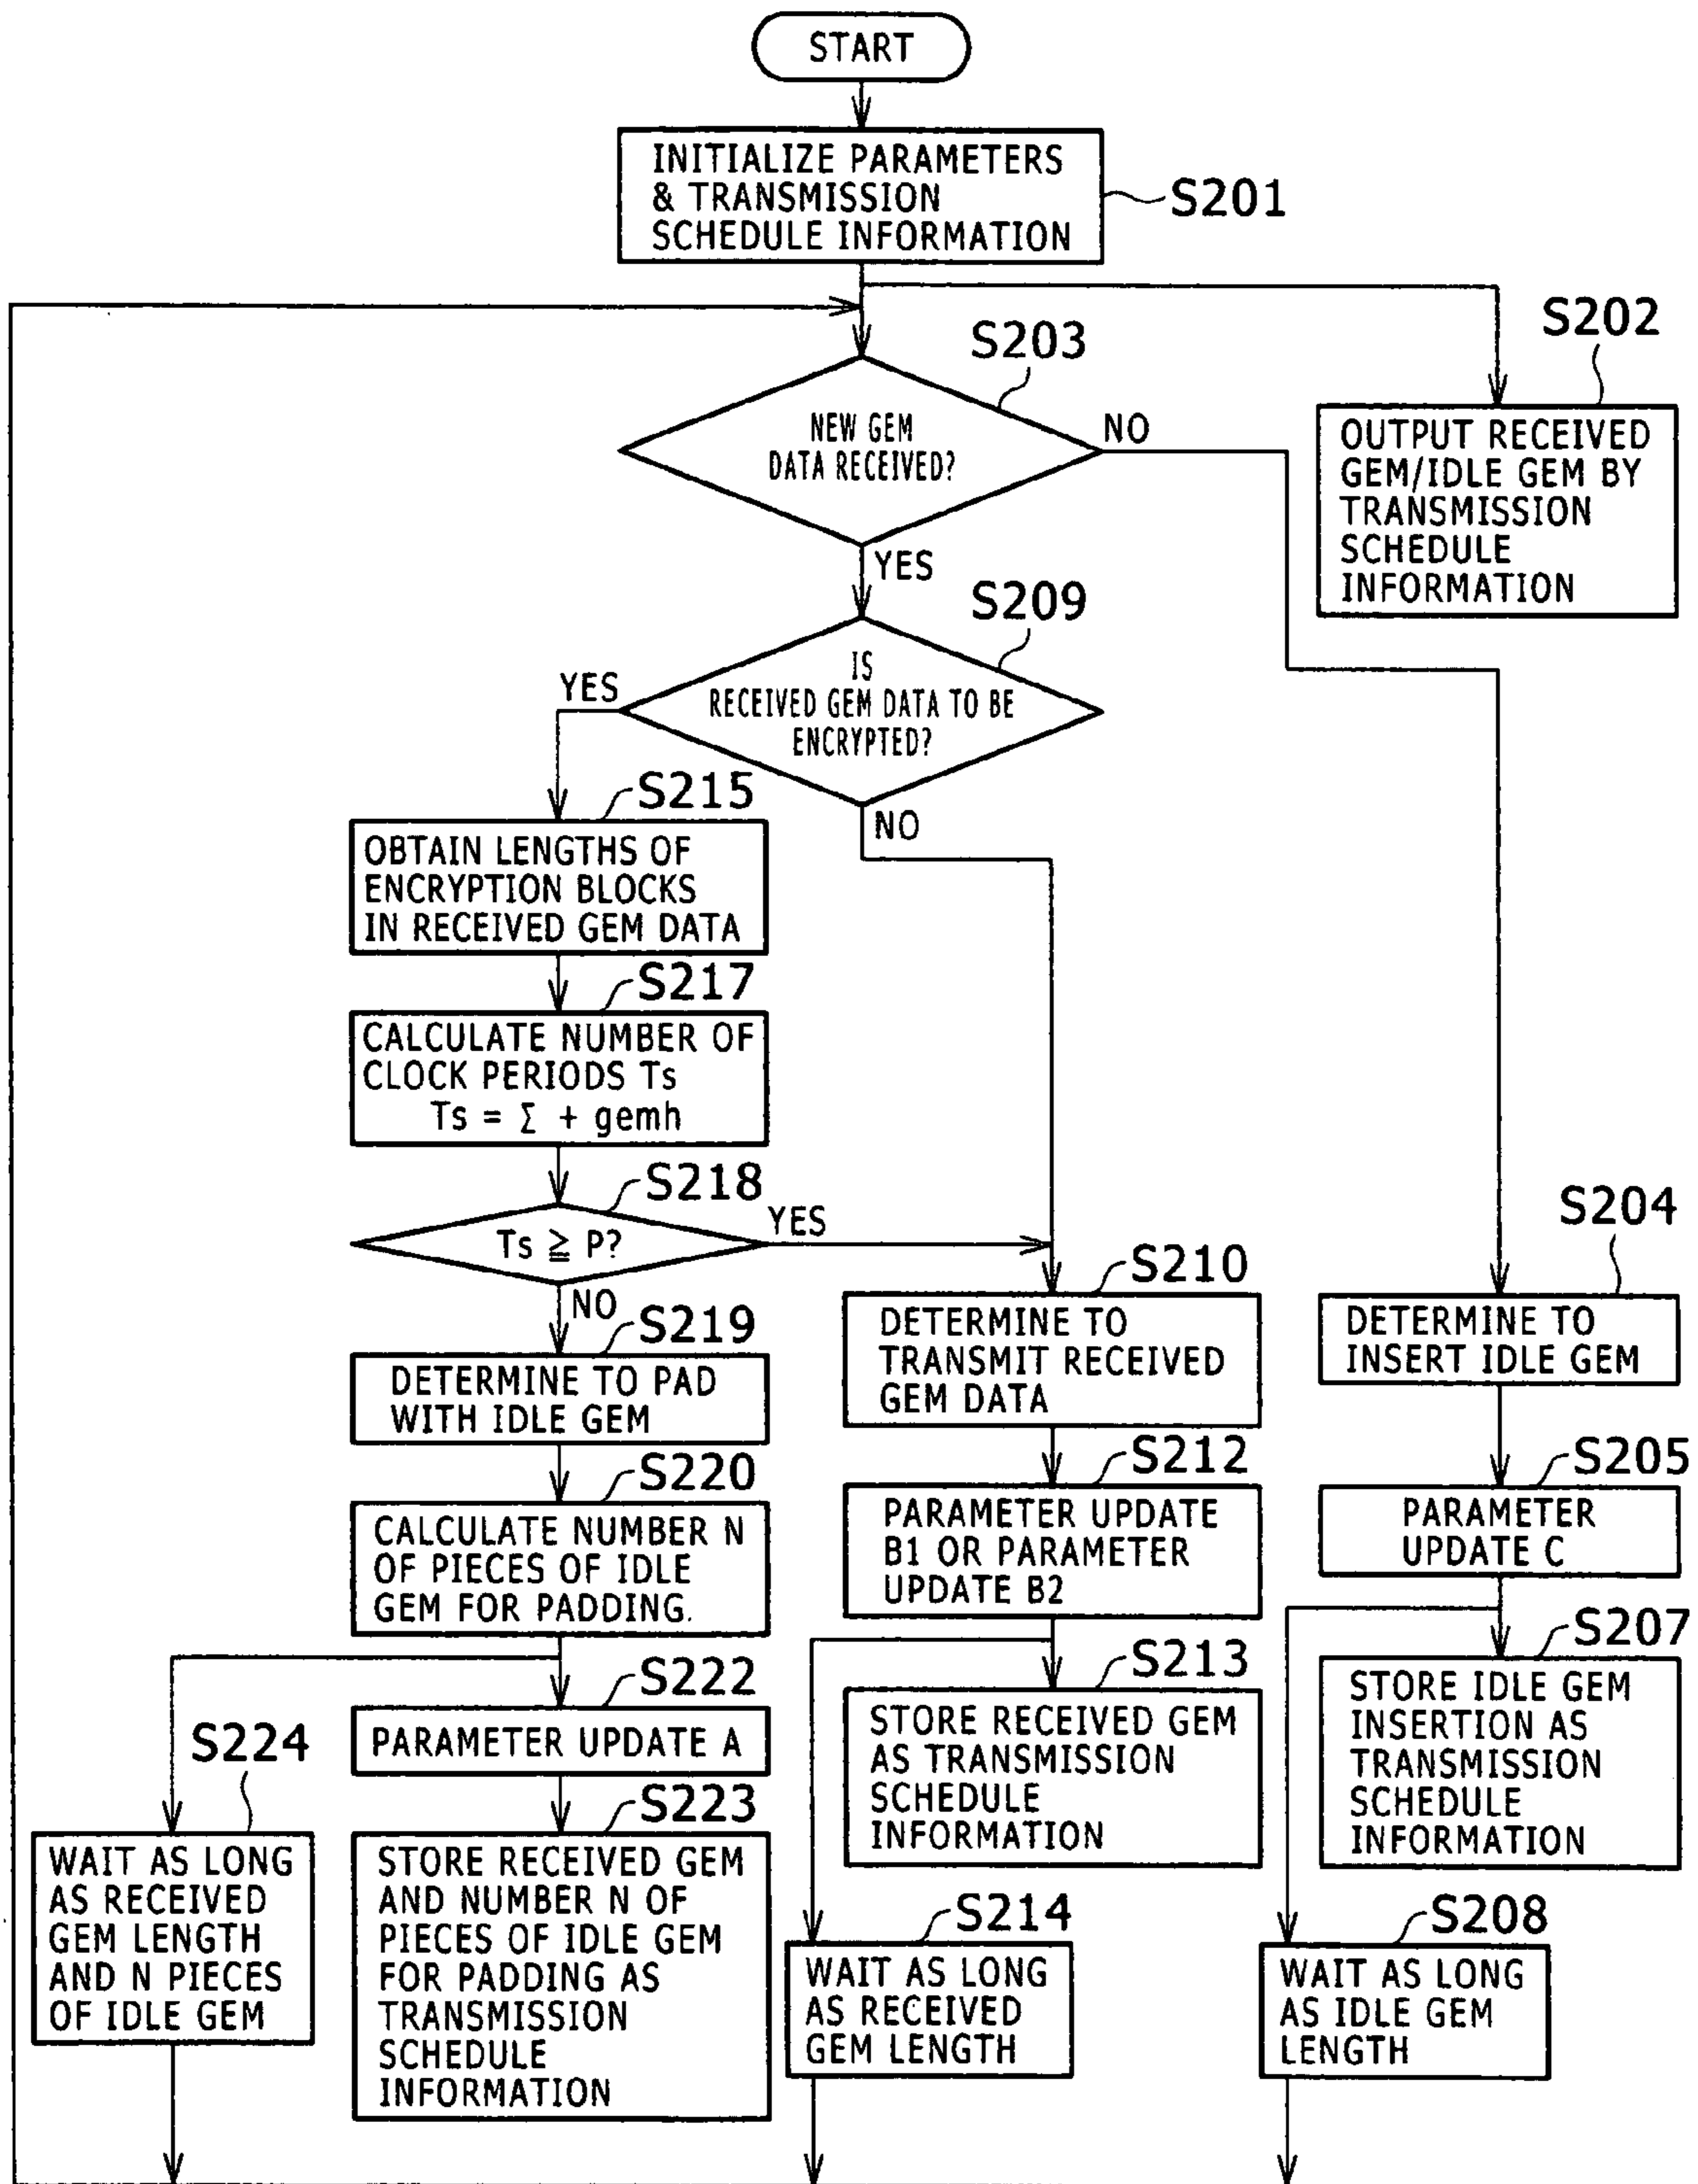 START
INITIALIZE PARAMETERS
& TRANSMISSION
SCHEDULE INFORMATION
S201
S202
OUTPUT RECEIVED
GEM/IDLE GEM BY
TRANSMISSION
SCHEDULE
INFORMATION
S203
NEW GEM
DATA RECEIVED?
NO
YES
S209
IS
RECEIVED GEM DATA TO BE
ENCRYPTED?
YES
NO
S215
OBTAIN LENGTHS OF
ENCRYPTION BLOCKS
IN RECEIVED GEM DATA
S217
CALCULATE NUMBER OF
CLOCK PERIODS Ts
Ts = Σ + gemh
S218
Ts ≧ P?
YES
NO
S219
DETERMINE TO PAD
WITH IDLE GEM
S220
CALCULATE NUMBER N
OF PIECES OF IDLE
GEM FOR PADDING.
S222
PARAMETER UPDATE A
S223
STORE RECEIVED GEM
AND NUMBER N OF
PIECES OF IDLE GEM
FOR PADDING AS
TRANSMISSION
SCHEDULE
INFORMATION
S224
WAIT AS LONG
AS RECEIVED
GEM LENGTH
AND N PIECES
OF IDLE GEM
S210
DETERMINE TO
TRANSMIT RECEIVED
GEM DATA
S212
PARAMETER UPDATE
B1 OR PARAMETER
UPDATE B2
S213
STORE RECEIVED GEM
AS TRANSMISSION
SCHEDULE
INFORMATION
S214
WAIT AS LONG
AS RECEIVED
GEM LENGTH
S204
DETERMINE TO
INSERT IDLE GEM
S205
PARAMETER
UPDATE C
S207
STORE IDLE GEM
INSERTION AS
TRANSMISSION
SCHEDULE
INFORMATION
S208
WAIT AS LONG
AS IDLE GEM
LENGTH